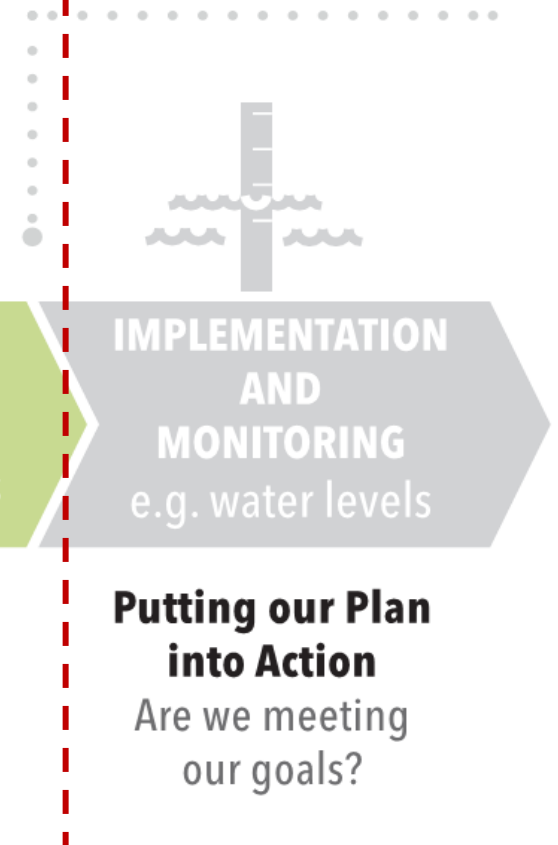 IMPLEMENTATION
AND
MONITORING
e.g. water levels
Putting our Plan
into Action
Are we meeting
our goals?